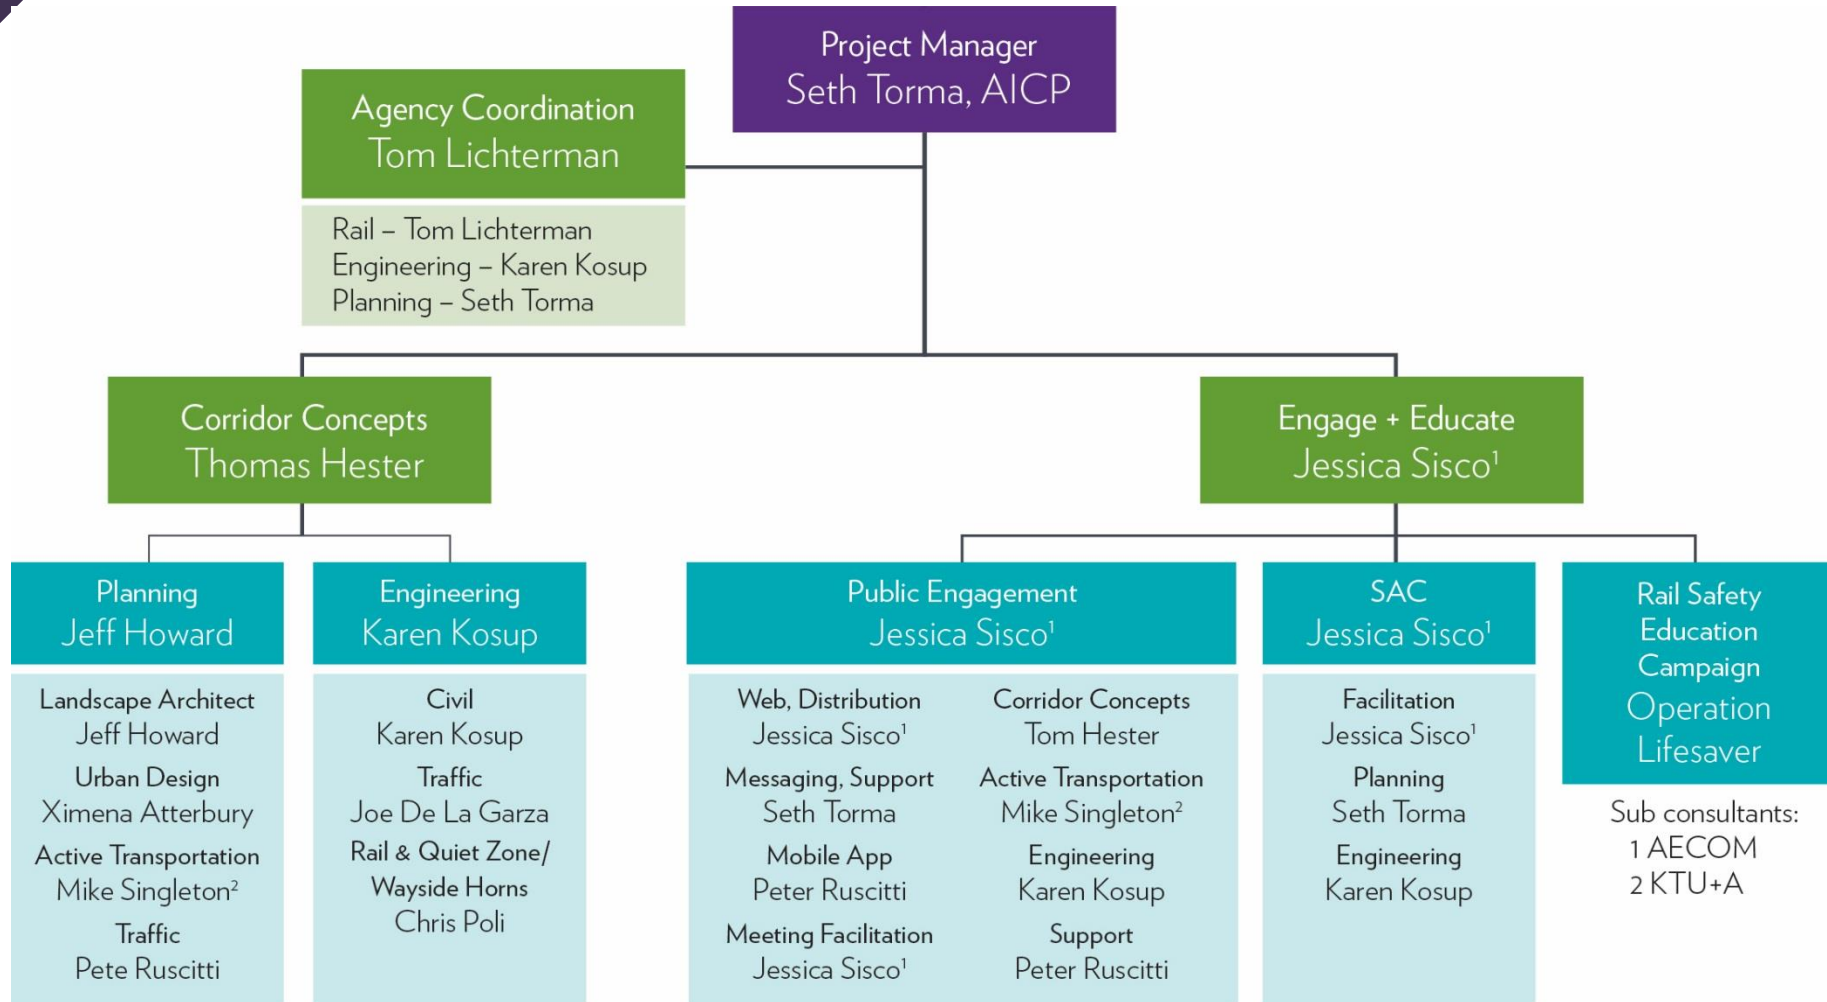 Project Manager
Seth Torma, AICP
Agency Coordination
Tom Lichterman
Rail – Tom Lichterman
Engineering – Karen Kosup
Planning – Seth Torma
Corridor Concepts
Thomas Hester
Engage + Educate
Jessica Sisco¹
Planning
Jeff Howard
Landscape Architect
Jeff Howard
Urban Design
Ximena Atterbury
Active Transportation
Mike Singleton²
Traffic
Pete Ruscitti
Engineering
Karen Kosup
Civil
Karen Kosup
Traffic
Joe De La Garza
Rail & Quiet Zone/
Wayside Horns
Chris Poli
Public Engagement
Jessica Sisco¹
Web, Distribution
Jessica Sisco¹
Messaging, Support
Seth Torma
Mobile App
Peter Ruscitti
Meeting Facilitation
Jessica Sisco¹
Corridor Concepts
Tom Hester
Active Transportation
Mike Singleton²
Engineering
Karen Kosup
Support
Peter Ruscitti
SAC
Jessica Sisco¹
Facilitation
Jessica Sisco¹
Planning
Seth Torma
Engineering
Karen Kosup
Rail Safety
Education
Campaign
Operation
Lifesaver
Sub consultants:
1 AECOM
2 KTU+A